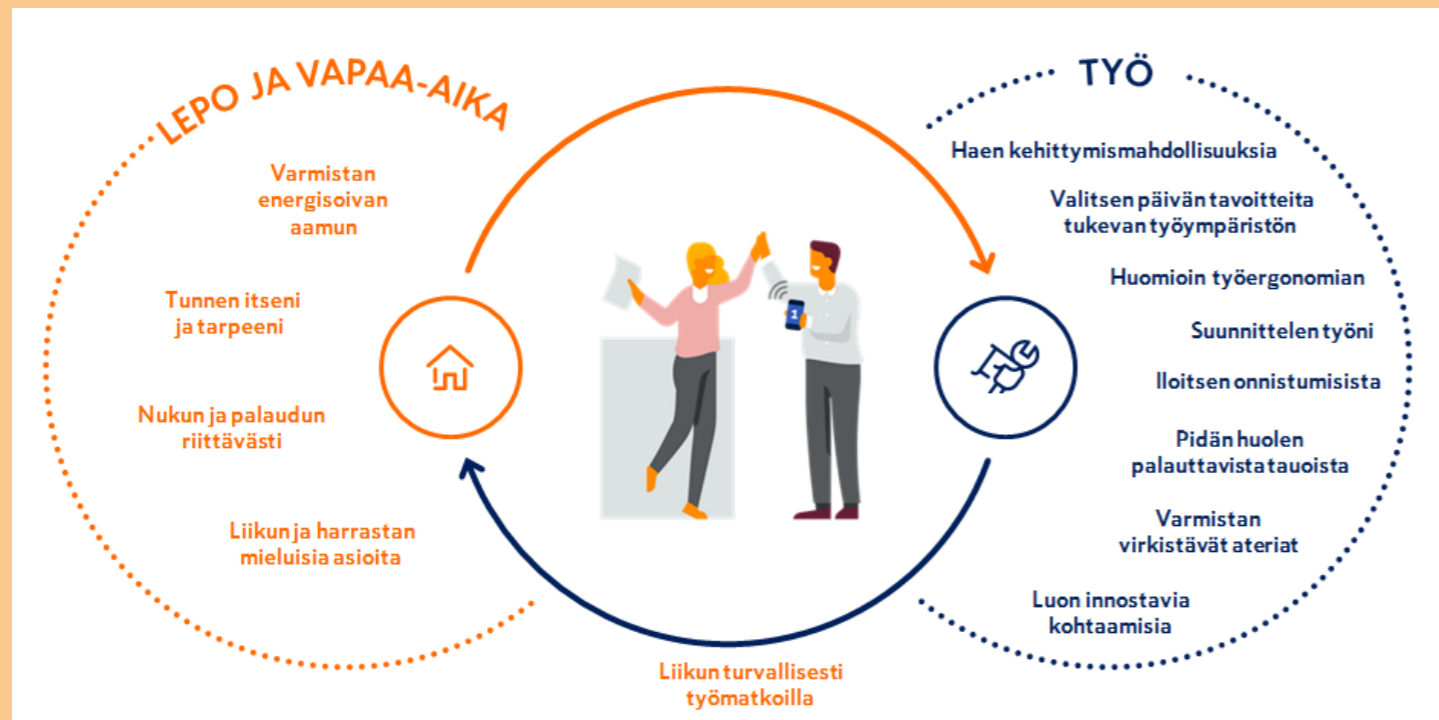 LEPO JA VAPAA-AIKA
Varmistan
energisoivan
aamun
Tunnen itseni
ja tarpeeni
Nukun ja palaudun
riittävästi
Liikun ja harrastan
mieluisia asioita
1
TYÖ
Haen kehittymismahdollisuuksia
Valitsen päivän tavoitteita
tukevan työympäristön
Huomioin työergonomian
Suunnittelen työni
Iloitsen onnistumisista
Pidän huolen
palauttavista tauoista
Varmistan
virkistävät ateriat
Luon innostavia
kohtaamisia
Liikun turvallisesti
työmatkoilla